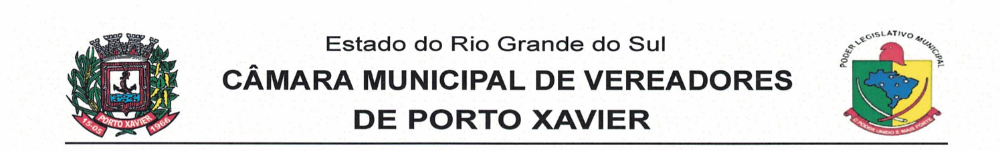 Estado do Rio Grande do Sul
CÂMARA MUNICIPAL DE VEREADORES
DE PORTO XAVIER
15-05 PORTO XAVIER 1966
PODER LEGISLATIVO MUNICIPAL
O PODER UNIDO É MAIS FORTE